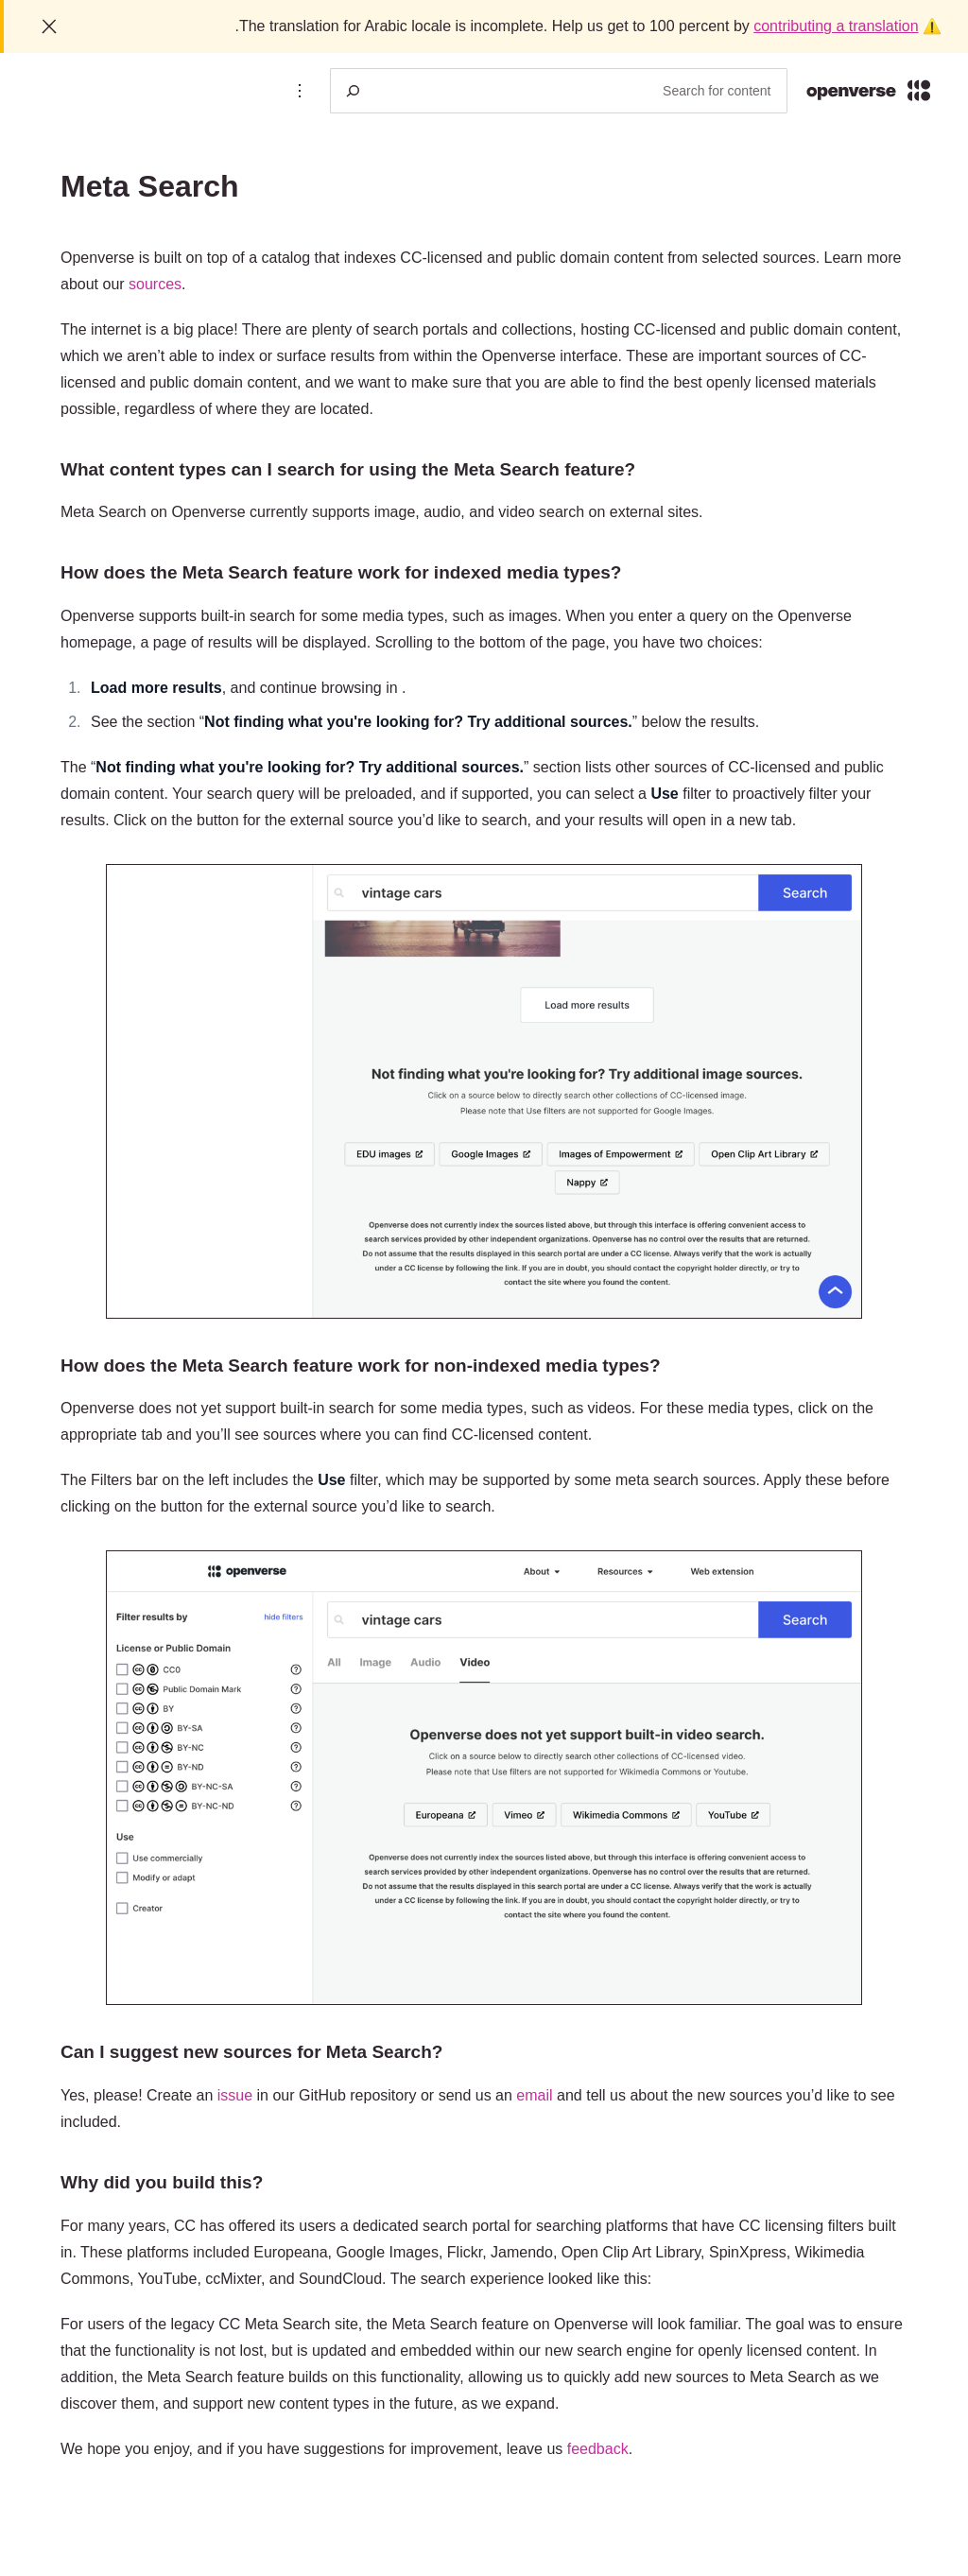 .The translation for Arabic locale is incomplete. Help us get to 100 percent by contributing a translation ⚠️
Search for content
openverse
Meta Search
Openverse is built on top of a catalog that indexes CC-licensed and public domain content from selected sources. Learn more
about our sources.
The internet is a big place! There are plenty of search portals and collections, hosting CC-licensed and public domain content,
which we aren’t able to index or surface results from within the Openverse interface. These are important sources of CC-
licensed and public domain content, and we want to make sure that you are able to find the best openly licensed materials
possible, regardless of where they are located.
What content types can I search for using the Meta Search feature?
Meta Search on Openverse currently supports image, audio, and video search on external sites.
How does the Meta Search feature work for indexed media types?
Openverse supports built-in search for some media types, such as images. When you enter a query on the Openverse
homepage, a page of results will be displayed. Scrolling to the bottom of the page, you have two choices:
1. Load more results, and continue browsing in .
2. See the section “Not finding what you're looking for? Try additional sources.” below the results.
The “Not finding what you're looking for? Try additional sources.” section lists other sources of CC-licensed and public
domain content. Your search query will be preloaded, and if supported, you can select a Use filter to proactively filter your
results. Click on the button for the external source you’d like to search, and your results will open in a new tab.
vintage cars
Search
Load more results
Not finding what you're looking for? Try additional image sources.
Click on a source below to directly search other collections of CC-licensed image.
Please note that Use filters are not supported for Google Images.
EDU images Google Images Images of Empowerment Open Clip Art Library
Nappy
Openverse does not currently index the sources listed above, but through this interface is offering convenient access to
search services provided by other independent organizations. Openverse has no control over the results that are returned.
Do not assume that the results displayed in this search portal are under a CC license. Always verify that the work is actually
under a CC license by following the link. If you are in doubt, you should contact the copyright holder directly, or try to
contact the site where you found the content.
How does the Meta Search feature work for non-indexed media types?
Openverse does not yet support built-in search for some media types, such as videos. For these media types, click on the
appropriate tab and you’ll see sources where you can find CC-licensed content.
The Filters bar on the left includes the Use filter, which may be supported by some meta search sources. Apply these before
clicking on the button for the external source you’d like to search.
openverse
About Resources Web extension
Filter results by hide filters
License or Public Domain
CC0
Public Domain Mark
BY
BY-SA
BY-NC
BY-ND
BY-NC-SA
BY-NC-ND
Use
Use commercially
Modify or adapt
Creator
vintage cars
Search
All Image Audio Video
Openverse does not yet support built-in video search.
Click on a source below to directly search other collections of CC-licensed video.
Please note that Use filters are not supported for Wikimedia Commons or Youtube.
Europeana Vimeo Wikimedia Commons YouTube
Openverse does not currently index the sources listed above, but through this interface is offering convenient access to
search services provided by other independent organizations. Openverse has no control over the results that are returned.
Do not assume that the results displayed in this search portal are under a CC license. Always verify that the work is actually
under a CC license by following the link. If you are in doubt, you should contact the copyright holder directly, or try to
contact the site where you found the content.
Can I suggest new sources for Meta Search?
Yes, please! Create an issue in our GitHub repository or send us an email and tell us about the new sources you’d like to see
included.
Why did you build this?
For many years, CC has offered its users a dedicated search portal for searching platforms that have CC licensing filters built
in. These platforms included Europeana, Google Images, Flickr, Jamendo, Open Clip Art Library, SpinXpress, Wikimedia
Commons, YouTube, ccMixter, and SoundCloud. The search experience looked like this:
For users of the legacy CC Meta Search site, the Meta Search feature on Openverse will look familiar. The goal was to ensure
that the functionality is not lost, but is updated and embedded within our new search engine for openly licensed content. In
addition, the Meta Search feature builds on this functionality, allowing us to quickly add new sources to Meta Search as we
discover them, and support new content types in the future, as we expand.
We hope you enjoy, and if you have suggestions for improvement, leave us feedback.